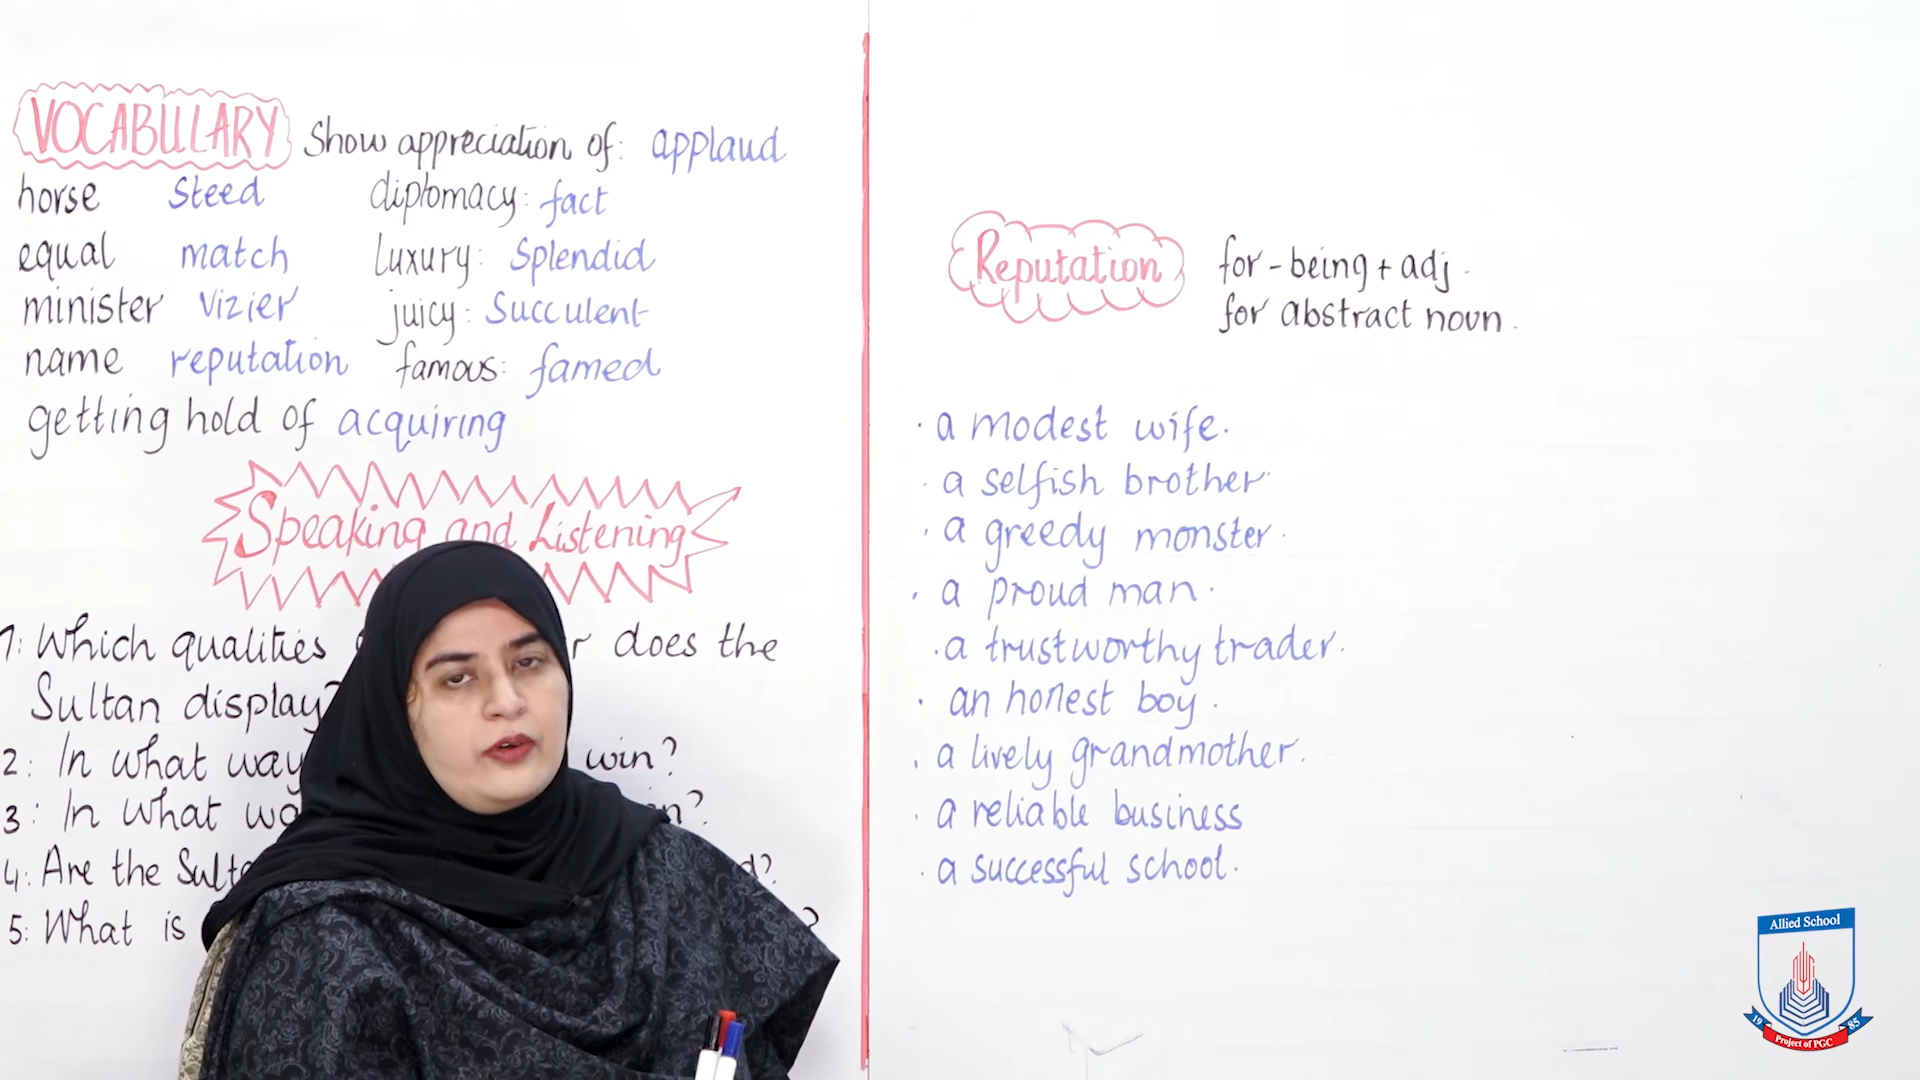 VOCABULARY Show appreciation of: applaud
horse steed diplomacy: fact
equal match luxury: Splendid
minister vizier juicy: Succulent
name reputation famous: famed
getting hold of acquiring
Speaking and Listening
1: Which qualities does the
Sultan display?
2: In what way win?
3: In what
4: Are the
5: What is ?
Reputation for - being + adj.
for abstract noun.
· a modest wife.
· a selfish brother.
· a greedy monster.
· a proud man.
· a trustworthy trader.
· an honest boy.
· a lively grandmother.
· a reliable business
· a successful school.
Allied School
19 85
Project of PGC